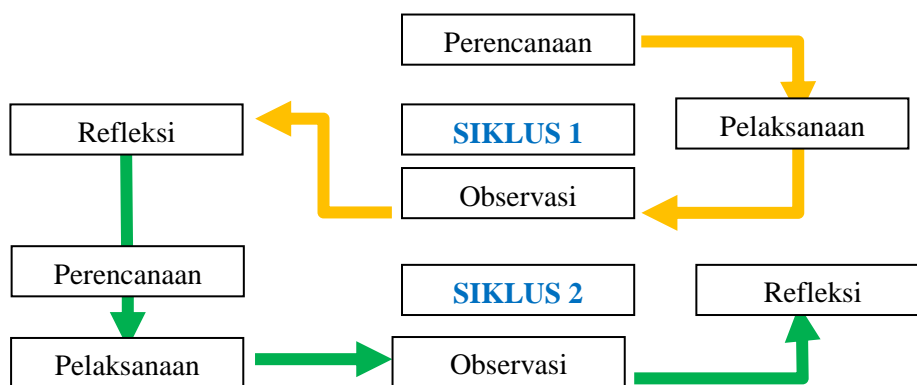 Perencanaan
Pelaksanaan
SIKLUS 1
Observasi
Refleksi
Perencanaan
SIKLUS 2
Pelaksanaan
Observasi
Refleksi